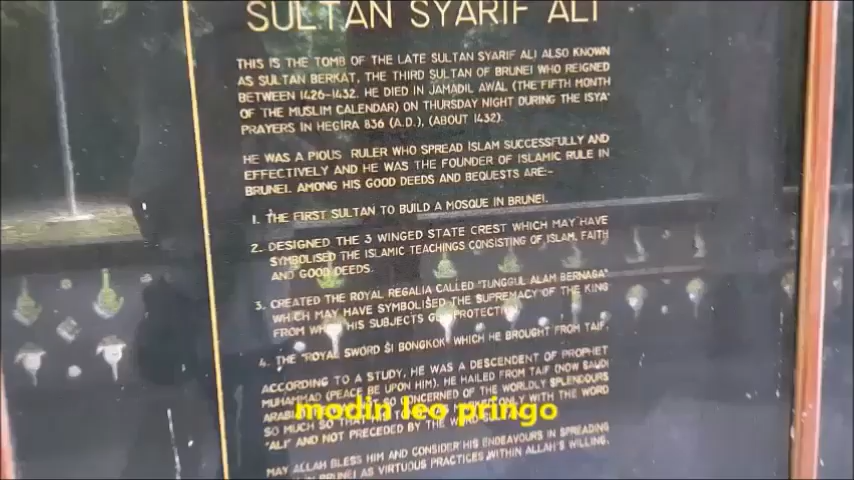 SULTAN SYARIF ALI
THIS IS THE TOMB OF THE LATE SULTAN SYARIF ALI ALSO KNOWN
AS SULTAN BERKAT, THE THIRD SULTAN OF BRUNEI WHO REIGNED
BETWEEN 1426-1432. HE DIED IN JAMADIL AWAL (THE FIFTH MONTH
OF THE MUSLIM CALENDAR) ON THURSDAY NIGHT DURING THE ISYA'
PRAYERS IN HEGIRA 836 (A.D.), (ABOUT 1432).
HE WAS A PIOUS RULER WHO SPREAD ISLAM SUCCESSFULLY AND
EFFECTIVELY AND HE WAS THE FOUNDER OF ISLAMIC RULE IN
BRUNEI. AMONG HIS GOOD DEEDS AND BEQUESTS ARE:-
1. THE FIRST SULTAN TO BUILD A MOSQUE IN BRUNEI.
2. DESIGNED THE 3 WINGED STATE CREST WHICH MAY HAVE
SYMBOLISED THE ISLAMIC TEACHINGS CONSISTING OF ISLAM, FAITH
AND GOOD DEEDS.
3. CREATED THE ROYAL REGALIA CALLED "TUNGGUL ALAM BERNAGA"
WHICH MAY HAVE SYMBOLISED THE SUPREMACY OF THE KING
FROM HIS SUBJECTS
4. THE "ROYAL SWORD SI BONGKOK" WHICH HE BROUGHT FROM TAIF.
ACCORDING TO A STUDY, HE WAS A DESCENDENT OF PROPHET
MUHAMMAD (PEACE BE UPON HIM). HE HAILED FROM TAIF (NOW SAUDI
CONCERNED OF THE WORLDLY SPLENDOURS
SO MUCH SO THAT ONLY WITH THE WORD
"ALI" AND NOT PRECEDED BY THE WORD
modin leo pringo
MAY ALLAH BLESS HIM AND CONSIDER HIS ENDEAVOURS IN SPREADING
BRUNEI AS VIRTUOUS PRACTICES WITHIN ALLAH'S WILLING.